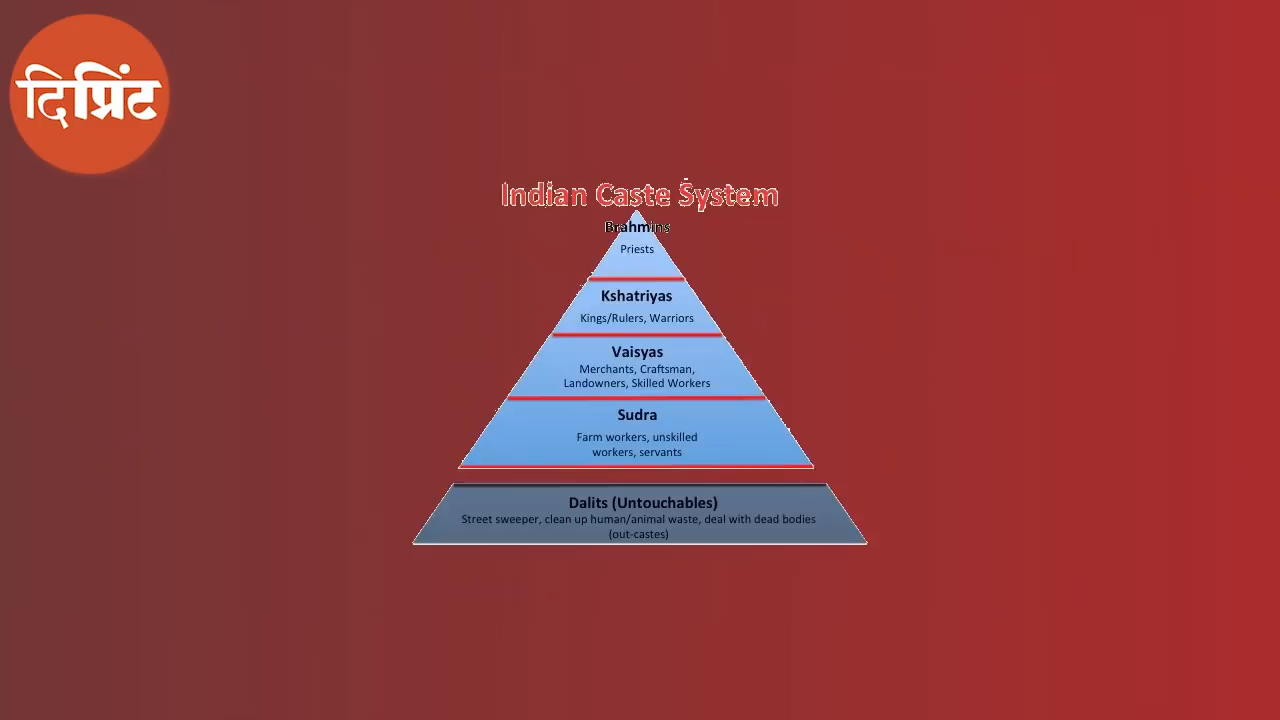 दि प्रिंट
Indian Caste System
Brahmins
Priests
Kshatriyas
Kings/Rulers, Warriors
Vaisyas
Merchants, Craftsman,
Landowners, Skilled Workers
Sudra
Farm workers, unskilled
workers, servants
Dalits (Untouchables)
Street sweeper, clean up human/animal waste, deal with dead bodies
(out-castes)